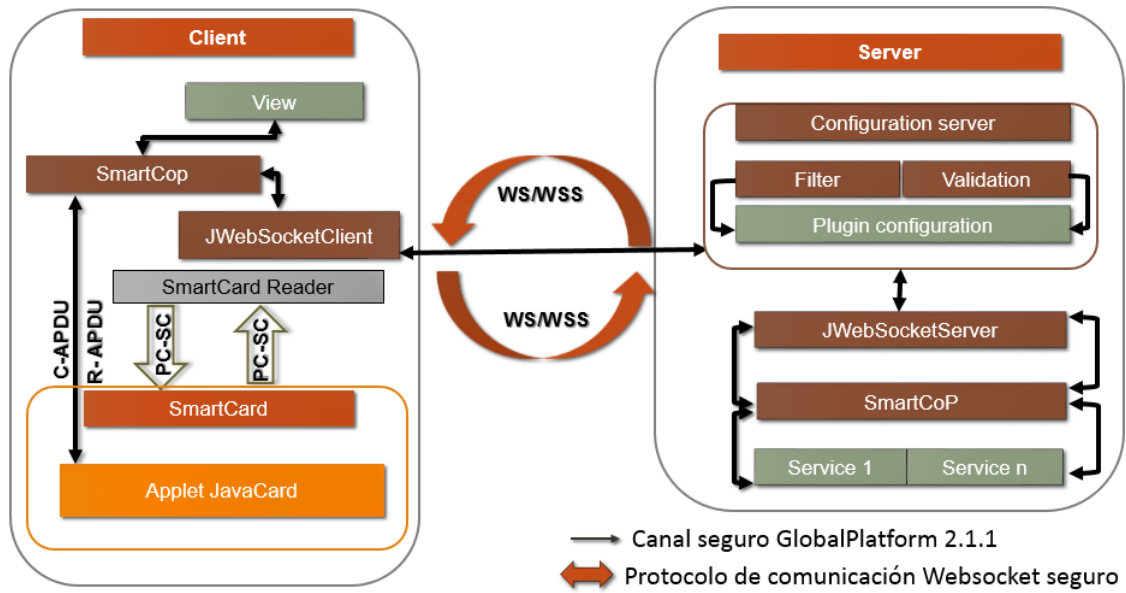 Client
View
SmartCop
JWebSocketClient
SmartCard Reader
C-APDU
R- APDU
PC-SC
PC-SC
SmartCard
Applet JavaCard
WS/WSS
WS/WSS
Server
Configuration server
Filter
Validation
Plugin configuration
JWebSocketServer
SmartCoP
Service 1
Service n
Canal seguro GlobalPlatform 2.1.1
Protocolo de comunicación Websocket seguro